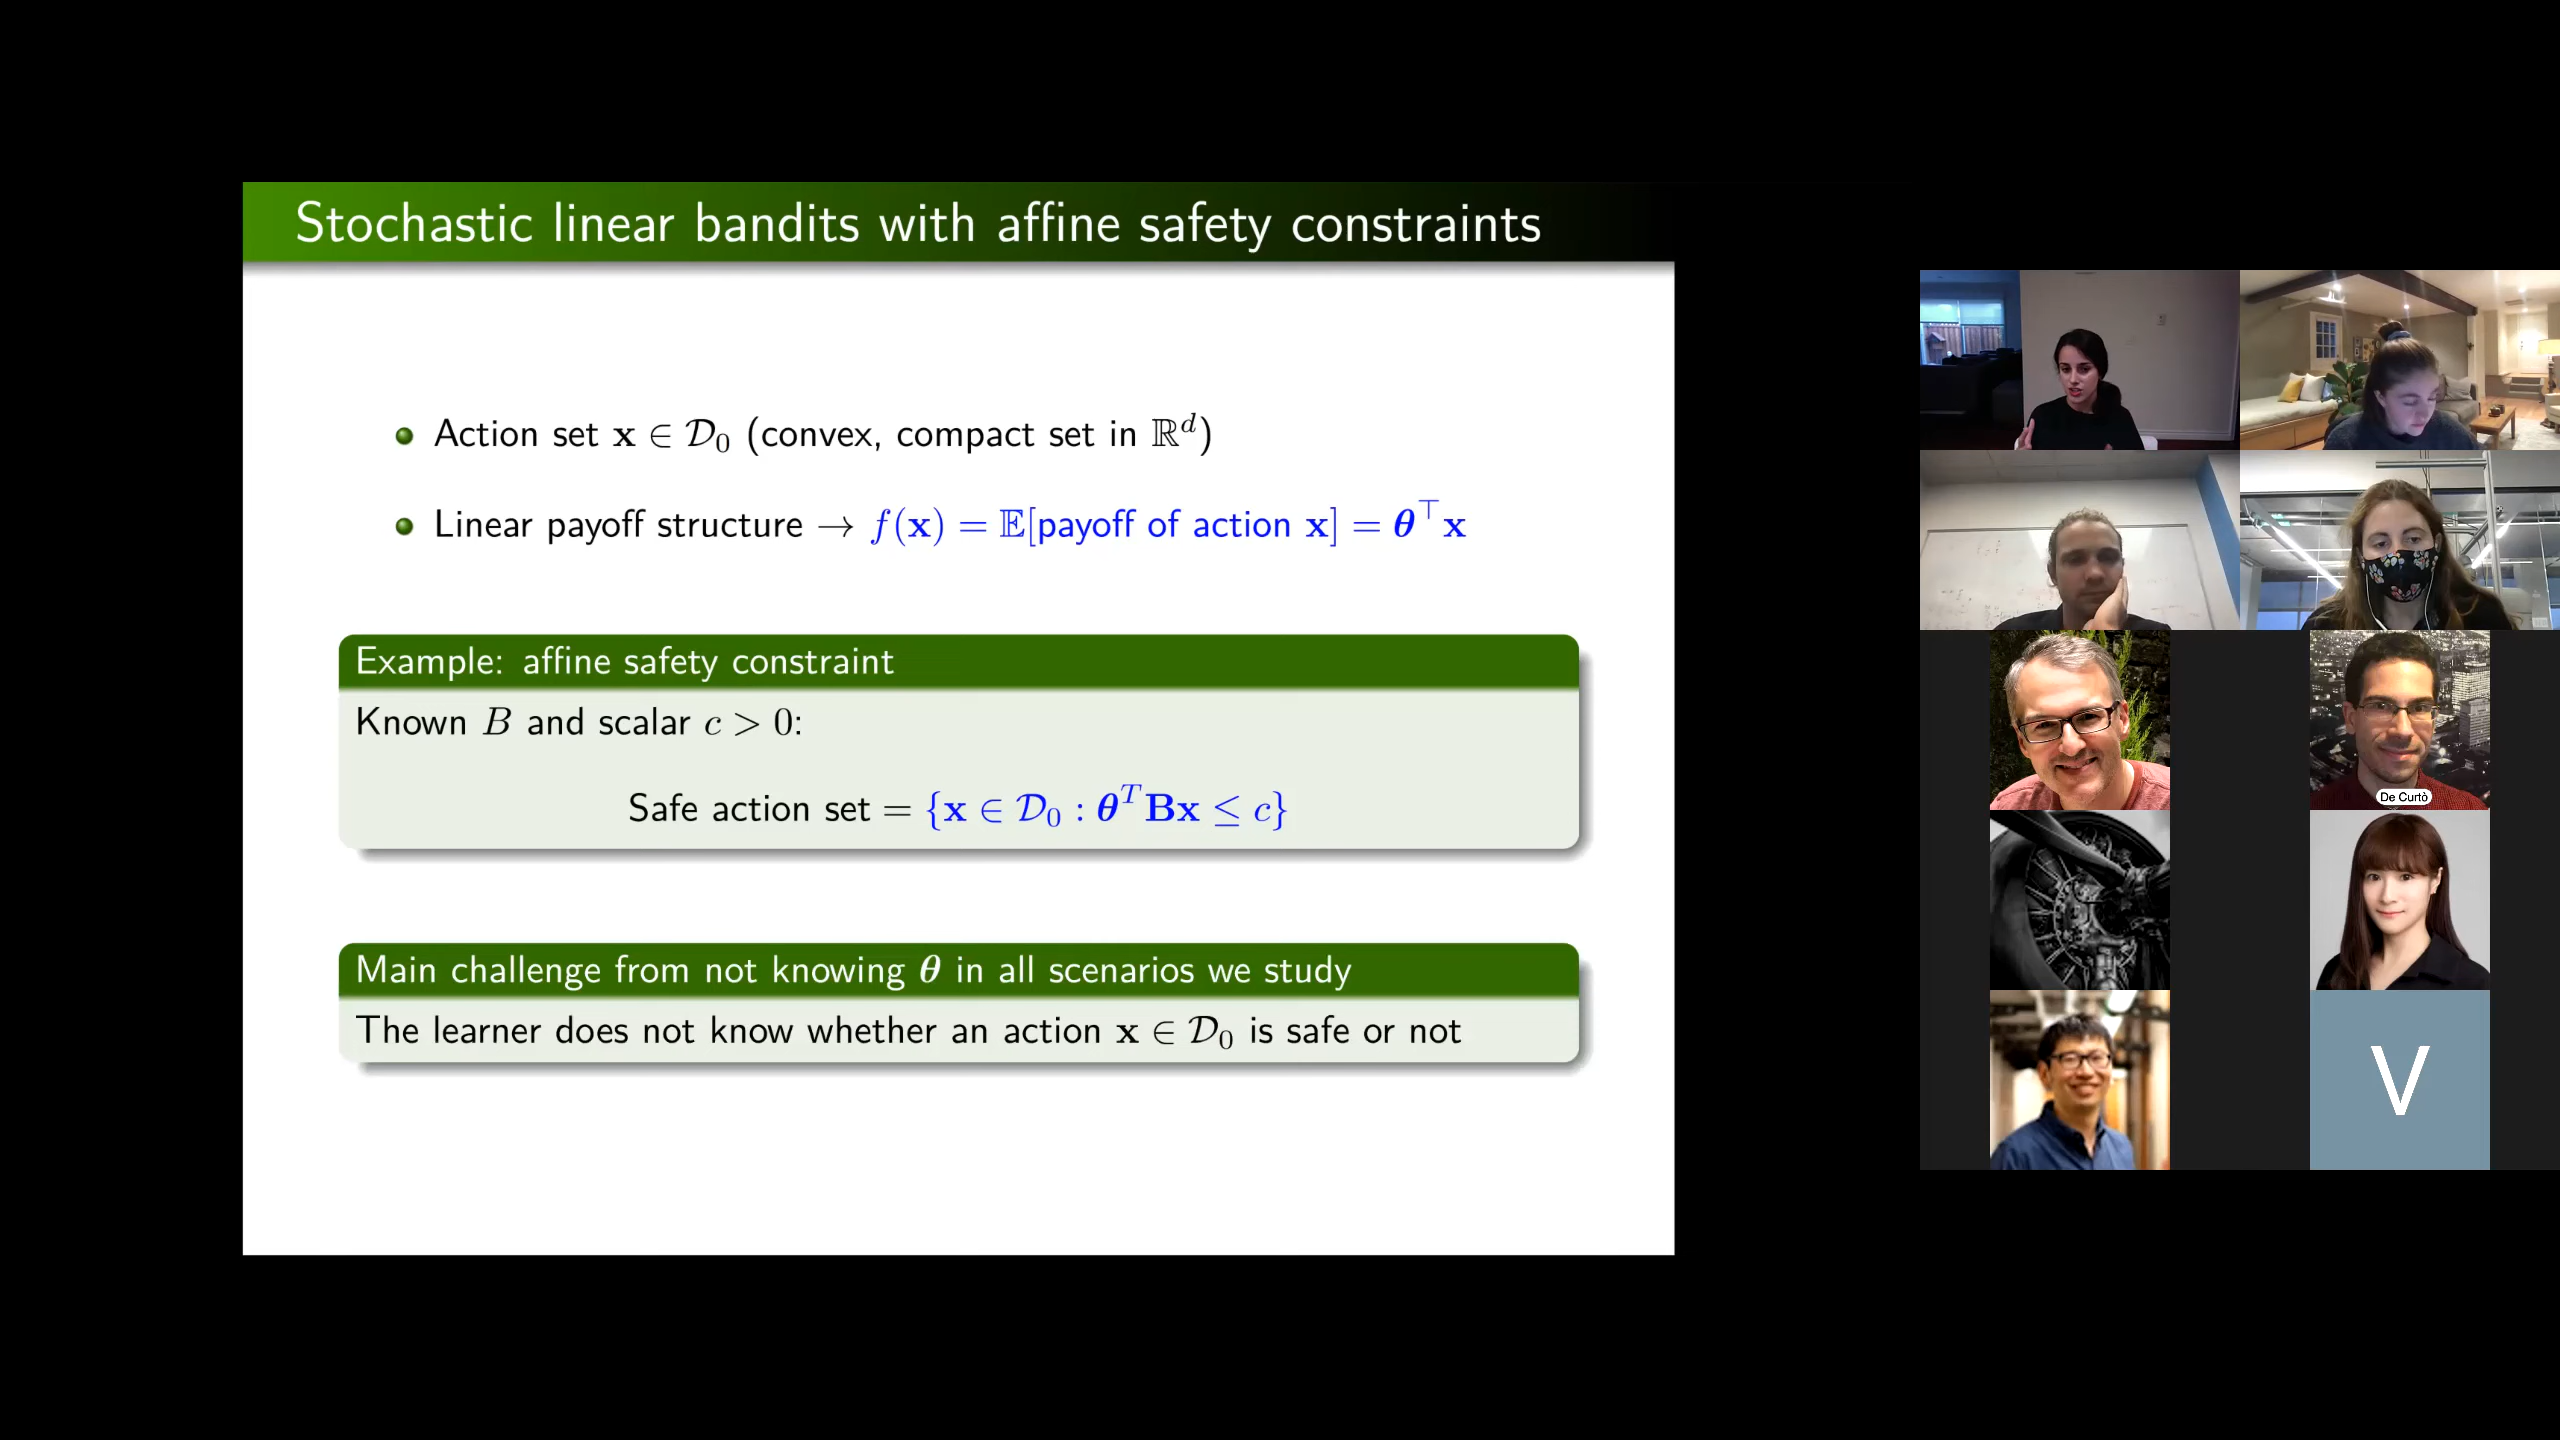 Stochastic linear bandits with affine safety constraints
Action set x ∈ 𝒟₀ (convex, compact set in ℝᵈ)
Linear payoff structure → f(x) = 𝔼[payoff of action x] = θ^⊤x
Example: affine safety constraint
Known B and scalar c > 0:
Safe action set = {x ∈ 𝒟₀ : θ^T Bx ≤ c}
Main challenge from not knowing θ in all scenarios we study
The learner does not know whether an action x ∈ 𝒟₀ is safe or not
De Curtò
V